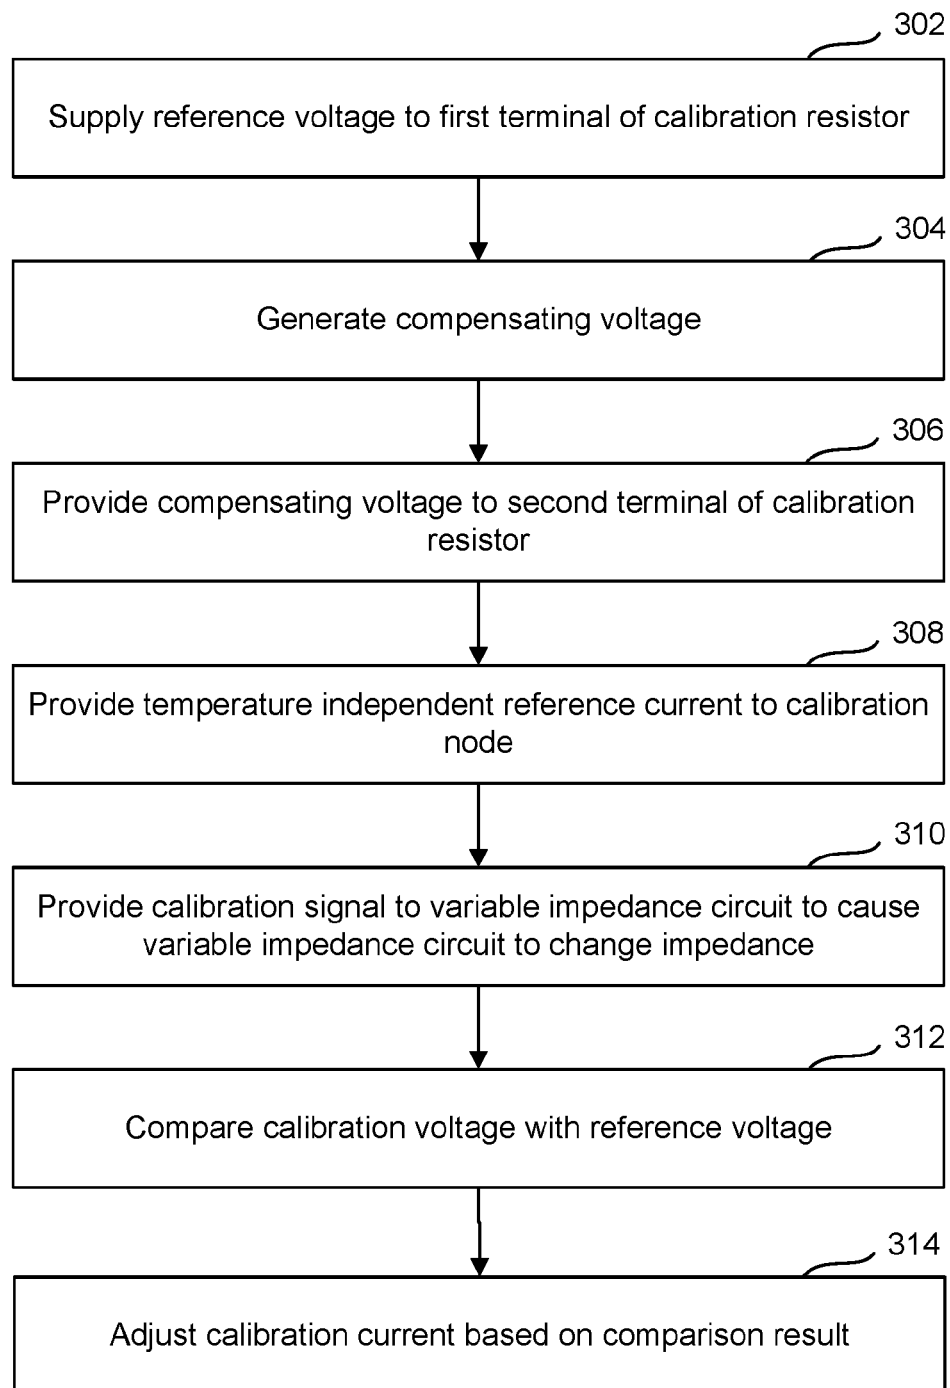 302
Supply reference voltage to first terminal of calibration resistor
304
Generate compensating voltage
306
Provide compensating voltage to second terminal of calibration
resistor
308
Provide temperature independent reference current to calibration
node
310
Provide calibration signal to variable impedance circuit to cause
variable impedance circuit to change impedance
312
Compare calibration voltage with reference voltage
314
Adjust calibration current based on comparison result